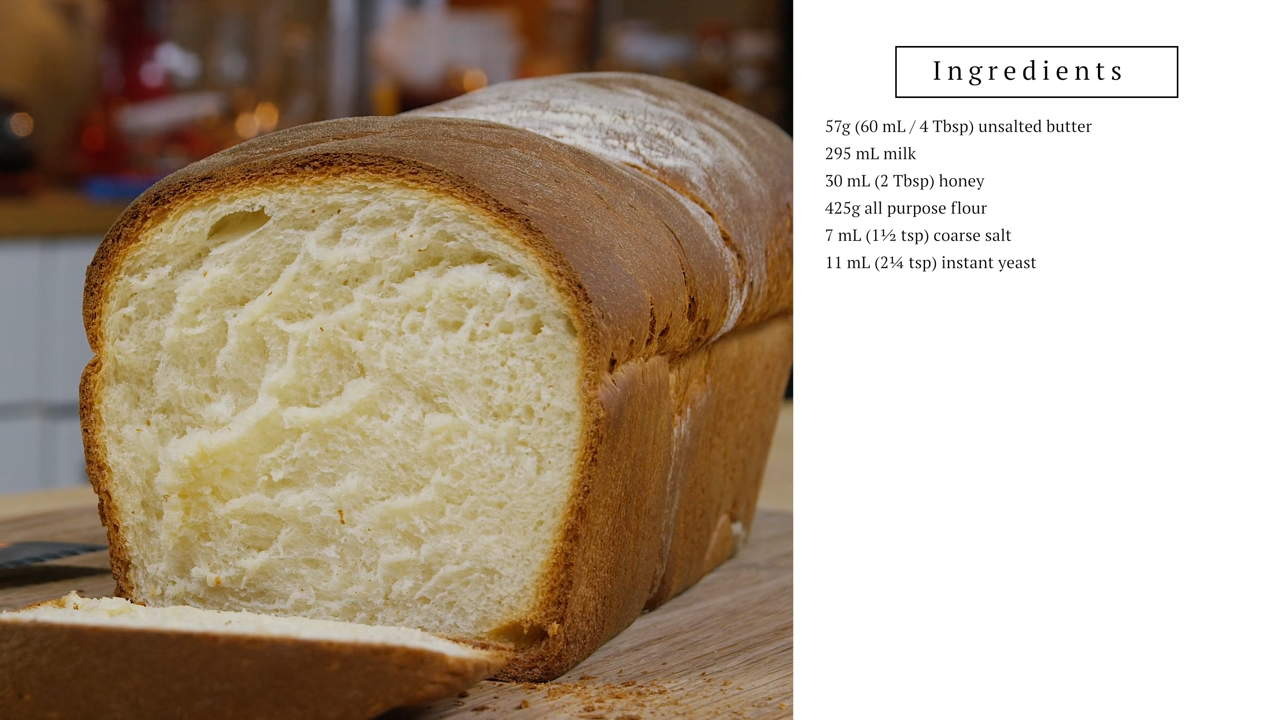 Ingredients
57g (60 mL / 4 Tbsp) unsalted butter
295 mL milk
30 mL (2 Tbsp) honey
425g all purpose flour
7 mL (1½ tsp) coarse salt
11 mL (2¼ tsp) instant yeast